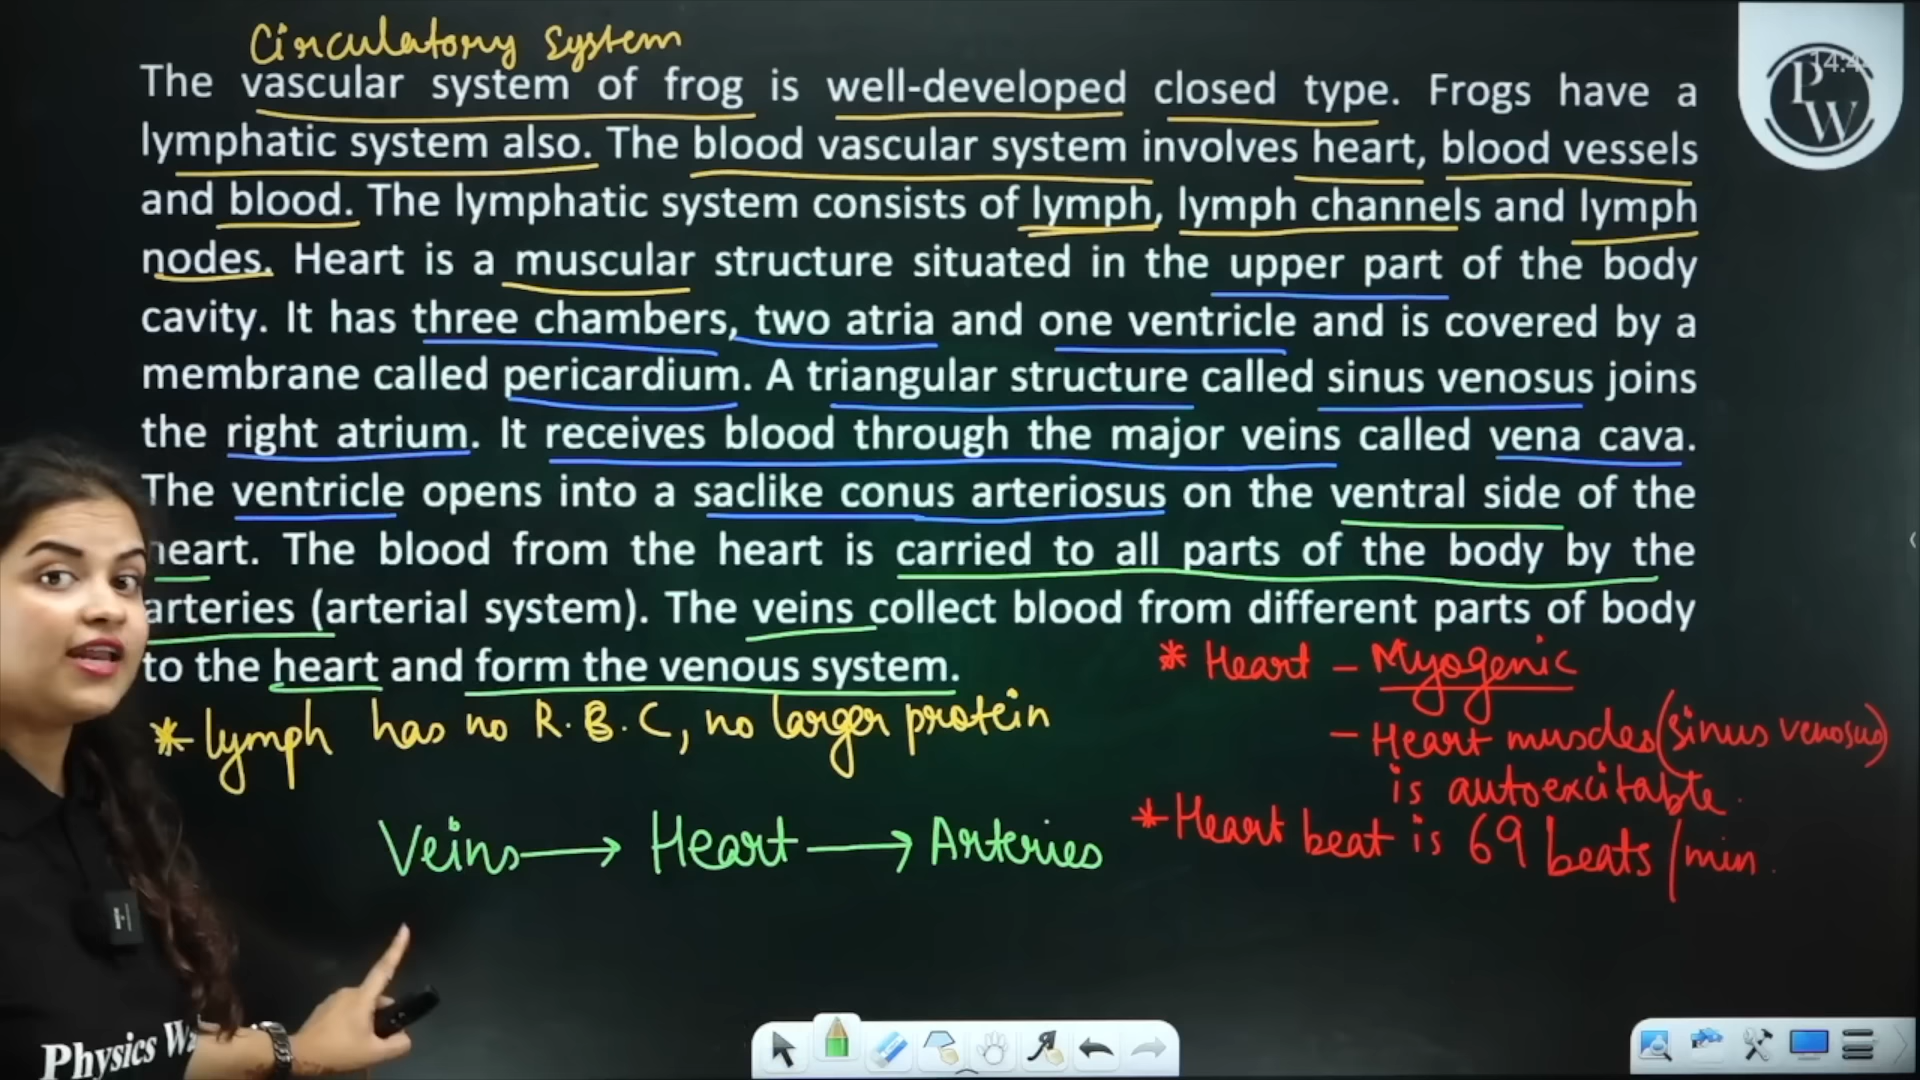 Circulatory System
The vascular system of frog is well-developed closed type. Frogs have a
lymphatic system also. The blood vascular system involves heart, blood vessels
and blood. The lymphatic system consists of lymph, lymph channels and lymph
nodes. Heart is a muscular structure situated in the upper part of the body
cavity. It has three chambers, two atria and one ventricle and is covered by a
membrane called pericardium. A triangular structure called sinus venosus joins
the right atrium. It receives blood through the major veins called vena cava.
The ventricle opens into a saclike conus arteriosus on the ventral side of the
heart. The blood from the heart is carried to all parts of the body by the
arteries (arterial system). The veins collect blood from different parts of body
to the heart and form the venous system.
* Heart - Myogenic
- Heart muscles (sinus venosus)
is autoexcitable.
* Heart beat is 69 beats/min.
* lymph has no R.B.C, no larger protein
Veins → Heart → Arteries
PW
Physics